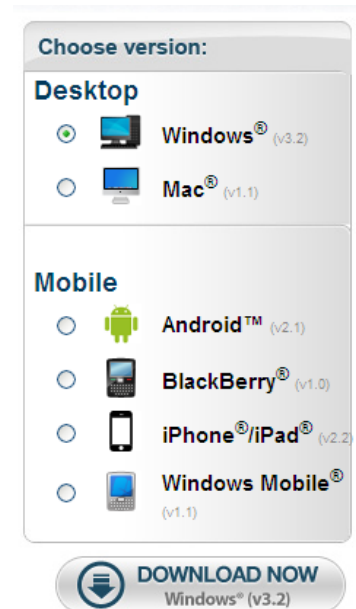 Choose version:
Desktop
Windows® (v3.2)
Mac® (v1.1)
Mobile
Android™ (v2.1)
BlackBerry® (v1.0)
iPhone®/iPad® (v2.2)
Windows Mobile®
(v1.1)
DOWNLOAD NOW
Windows® (v3.2)